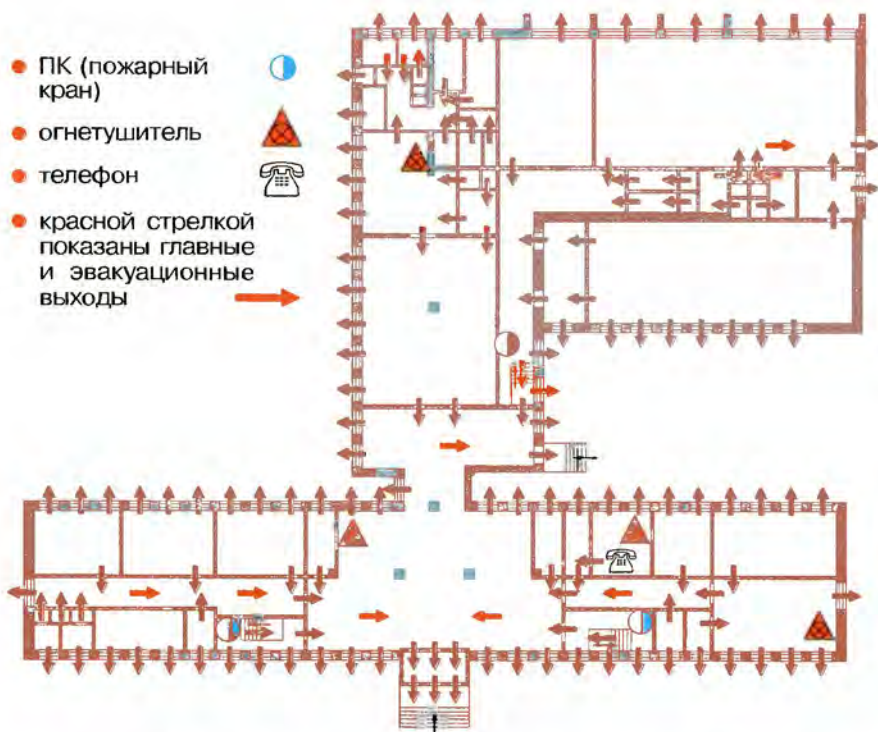 ПК (пожарный
кран)
огнетушитель
телефон
красной стрелкой
показаны главные
и эвакуационные
выходы